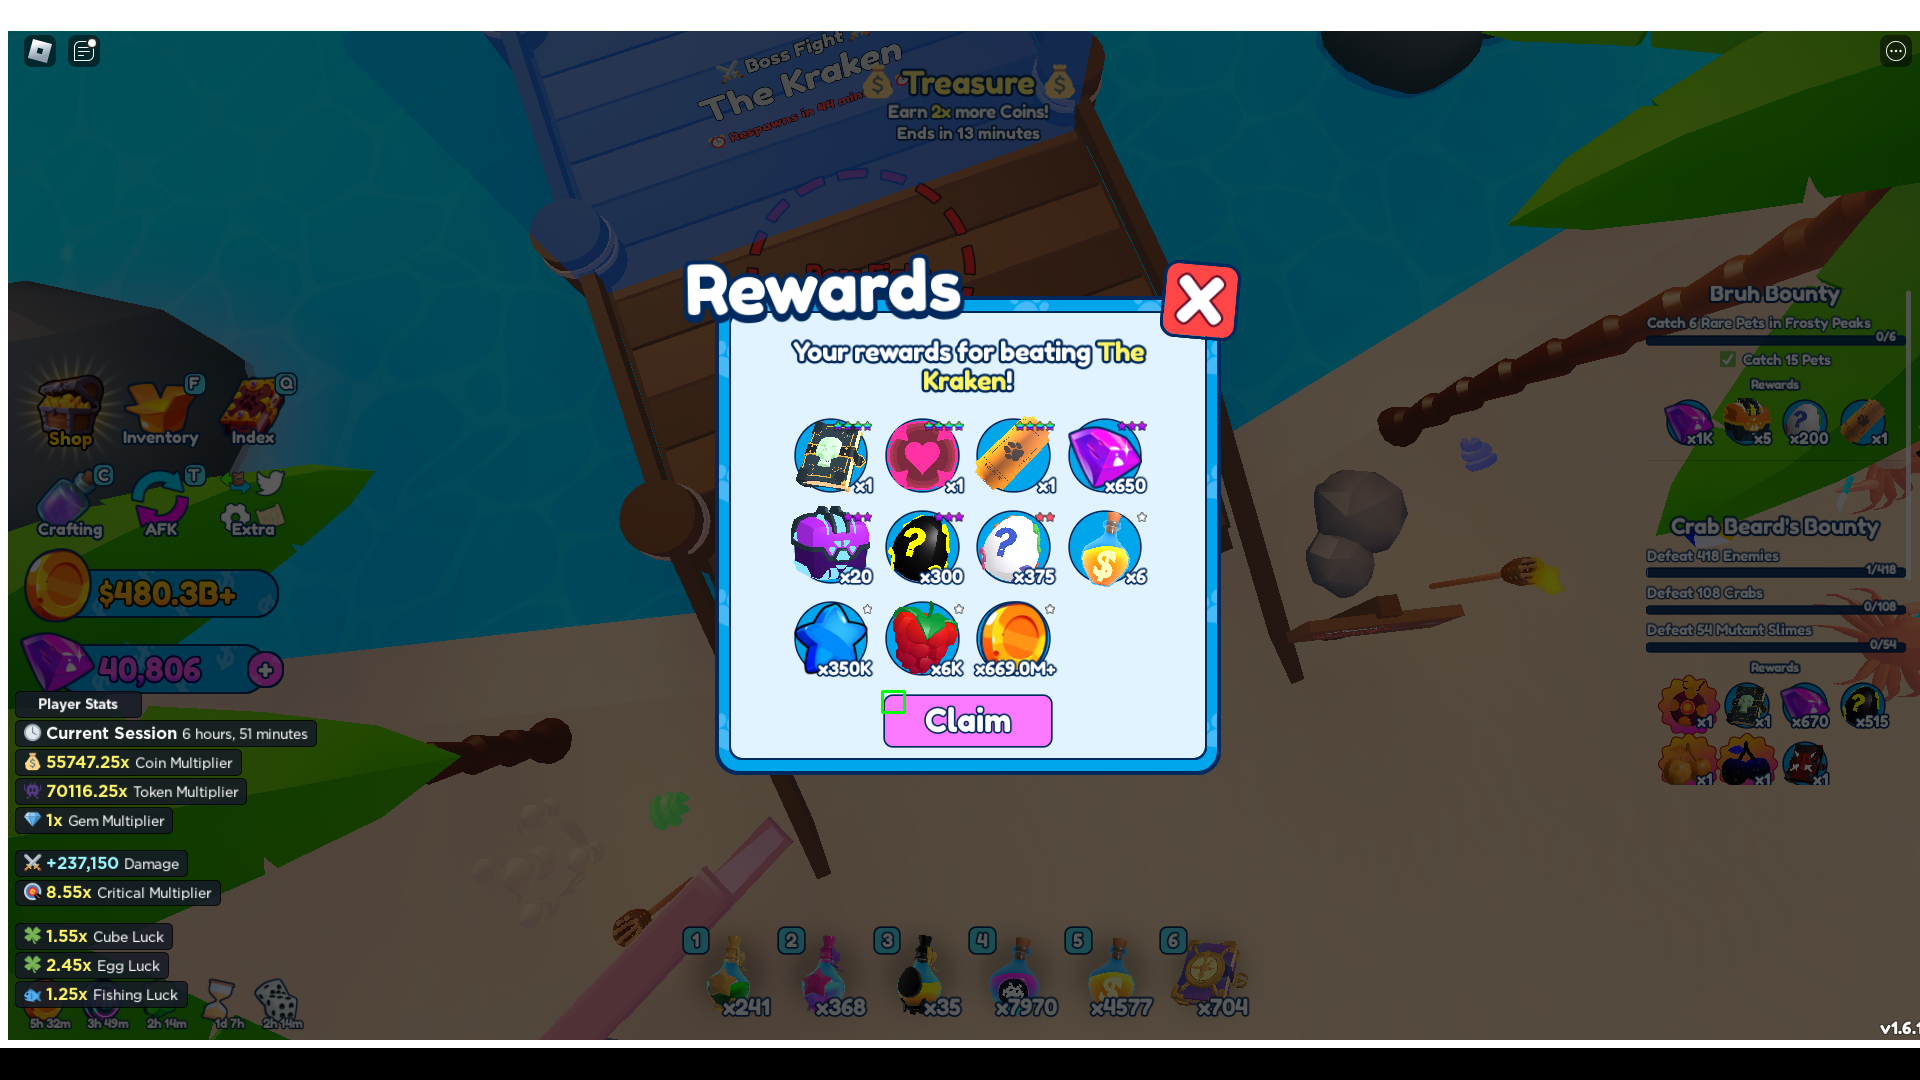 Boss Fight
The Kraken
Respawns in 44 min
Treasure
Earn 2x more Coins!
Ends in 13 minutes
Rewards
Your rewards for beating The
Kraken!
x1
x1
x1
x650
x20
x300
x375
x6
x350K
x6K
x669.0M+
Claim
F
Q
Shop
Inventory
Index
C
T
Crafting
AFK
Extra
$480.3B+
40,806
Player Stats
Current Session 6 hours, 51 minutes
55747.25x Coin Multiplier
70116.25x Token Multiplier
1x Gem Multiplier
+237,150 Damage
8.55x Critical Multiplier
1.55x Cube Luck
2.45x Egg Luck
1.25x Fishing Luck
5h 32m
3h 49m
2h 14m
1d 7h
2h 14m
Bruh Bounty
Catch 6 Rare Pets in Frosty Peaks
0/6
Catch 15 Pets
Rewards
x1K
x5
x200
x1
Crab Beard's Bounty
Defeat 418 Enemies
1/418
Defeat 108 Crabs
0/108
Defeat 54 Mutant Slimes
0/54
Rewards
x1
x1
x670
x515
x1
x1
x1
1
2
3
4
5
6
x241
x368
x35
x7970
x4577
x704
v1.6.1